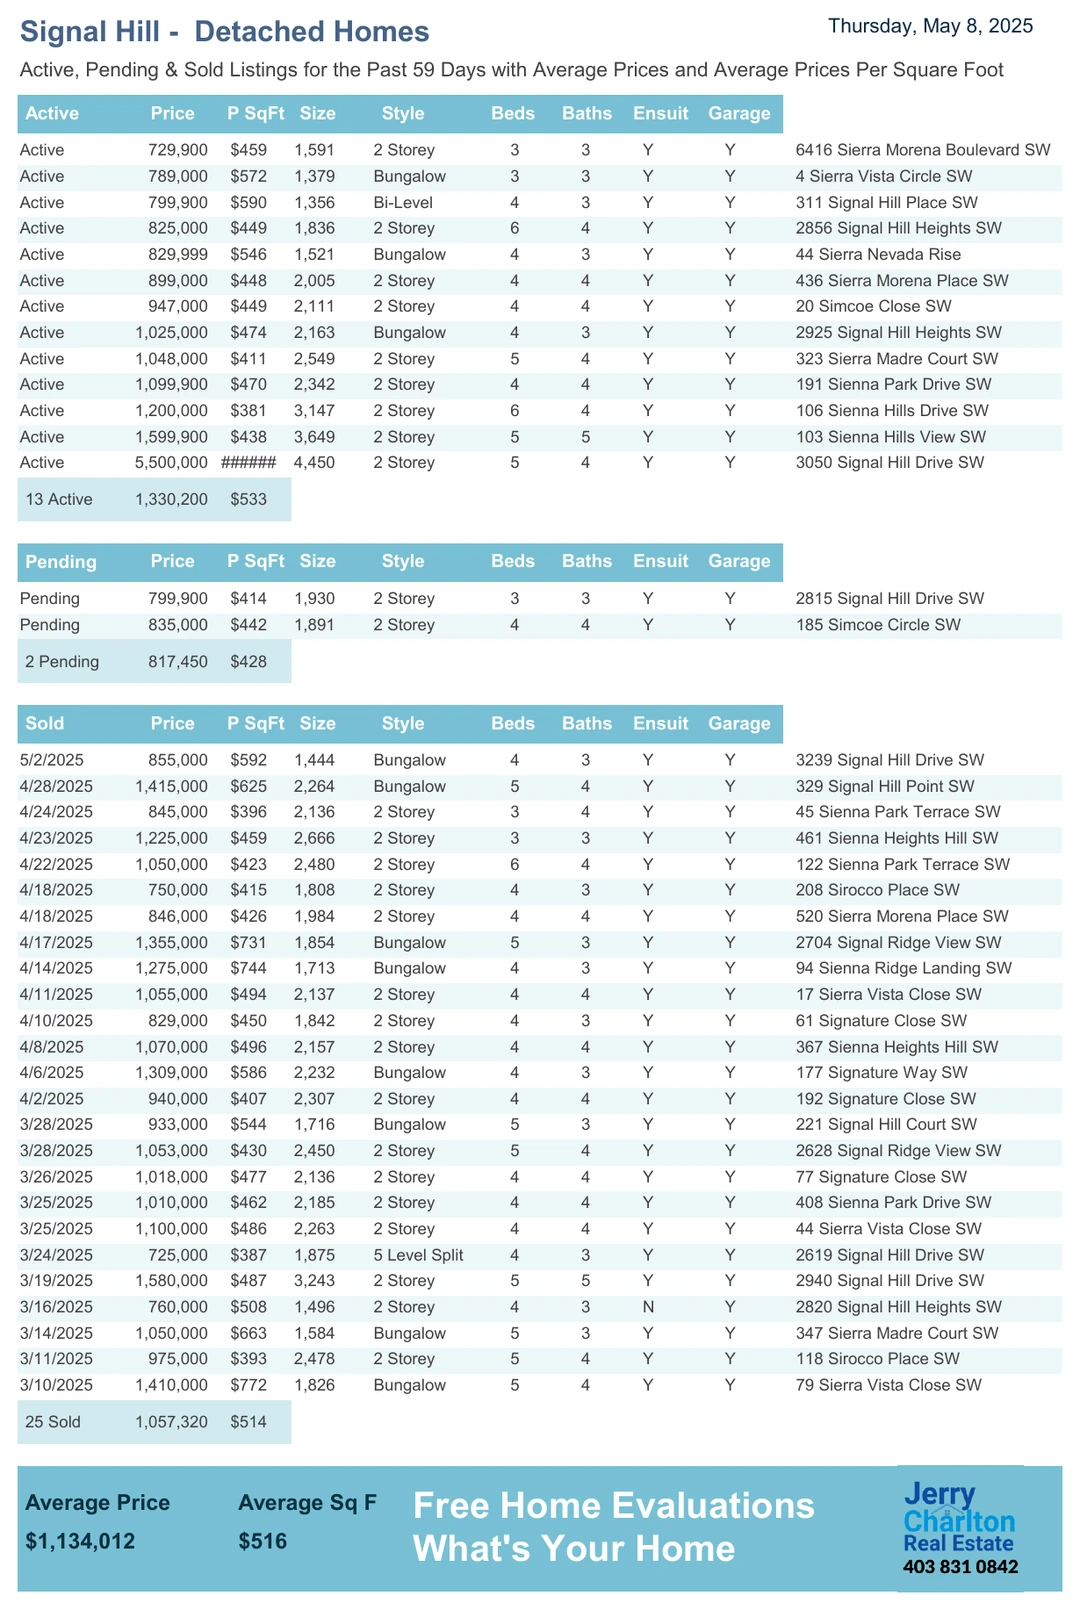 Signal Hill - Detached Homes
Thursday, May 8, 2025
Active, Pending & Sold Listings for the Past 59 Days with Average Prices and Average Prices Per Square Foot
Active Price P SqFt Size Style Beds Baths Ensuit Garage
Active 729,900 $459 1,591 2 Storey 3 3 Y Y 6416 Sierra Morena Boulevard SW
Active 789,000 $572 1,379 Bungalow 3 3 Y Y 4 Sierra Vista Circle SW
Active 799,900 $590 1,356 Bi-Level 4 3 Y Y 311 Signal Hill Place SW
Active 825,000 $449 1,836 2 Storey 6 4 Y Y 2856 Signal Hill Heights SW
Active 829,999 $546 1,521 Bungalow 4 3 Y Y 44 Sierra Nevada Rise
Active 899,000 $448 2,005 2 Storey 4 4 Y Y 436 Sierra Morena Place SW
Active 947,000 $449 2,111 2 Storey 4 4 Y Y 20 Simcoe Close SW
Active 1,025,000 $474 2,163 Bungalow 4 3 Y Y 2925 Signal Hill Heights SW
Active 1,048,000 $411 2,549 2 Storey 5 4 Y Y 323 Sierra Madre Court SW
Active 1,099,900 $470 2,342 2 Storey 4 4 Y Y 191 Sienna Park Drive SW
Active 1,200,000 $381 3,147 2 Storey 6 4 Y Y 106 Sienna Hills Drive SW
Active 1,599,900 $438 3,649 2 Storey 5 5 Y Y 103 Sienna Hills View SW
Active 5,500,000 ###### 4,450 2 Storey 5 4 Y Y 3050 Signal Hill Drive SW
13 Active 1,330,200 $533
Pending Price P SqFt Size Style Beds Baths Ensuit Garage
Pending 799,900 $414 1,930 2 Storey 3 3 Y Y 2815 Signal Hill Drive SW
Pending 835,000 $442 1,891 2 Storey 4 4 Y Y 185 Simcoe Circle SW
2 Pending 817,450 $428
Sold Price P SqFt Size Style Beds Baths Ensuit Garage
5/2/2025 855,000 $592 1,444 Bungalow 4 3 Y Y 3239 Signal Hill Drive SW
4/28/2025 1,415,000 $625 2,264 Bungalow 5 4 Y Y 329 Signal Hill Point SW
4/24/2025 845,000 $396 2,136 2 Storey 3 4 Y Y 45 Sienna Park Terrace SW
4/23/2025 1,225,000 $459 2,666 2 Storey 3 3 Y Y 461 Sienna Heights Hill SW
4/22/2025 1,050,000 $423 2,480 2 Storey 6 4 Y Y 122 Sienna Park Terrace SW
4/18/2025 750,000 $415 1,808 2 Storey 4 3 Y Y 208 Sirocco Place SW
4/18/2025 846,000 $426 1,984 2 Storey 4 4 Y Y 520 Sierra Morena Place SW
4/17/2025 1,355,000 $731 1,854 Bungalow 5 3 Y Y 2704 Signal Ridge View SW
4/14/2025 1,275,000 $744 1,713 Bungalow 4 3 Y Y 94 Sienna Ridge Landing SW
4/11/2025 1,055,000 $494 2,137 2 Storey 4 4 Y Y 17 Sierra Vista Close SW
4/10/2025 829,000 $450 1,842 2 Storey 4 3 Y Y 61 Signature Close SW
4/8/2025 1,070,000 $496 2,157 2 Storey 4 4 Y Y 367 Sienna Heights Hill SW
4/6/2025 1,309,000 $586 2,232 Bungalow 4 3 Y Y 177 Signature Way SW
4/2/2025 940,000 $407 2,307 2 Storey 4 4 Y Y 192 Signature Close SW
3/28/2025 933,000 $544 1,716 Bungalow 5 3 Y Y 221 Signal Hill Court SW
3/28/2025 1,053,000 $430 2,450 2 Storey 5 4 Y Y 2628 Signal Ridge View SW
3/26/2025 1,018,000 $477 2,136 2 Storey 4 4 Y Y 77 Signature Close SW
3/25/2025 1,010,000 $462 2,185 2 Storey 4 4 Y Y 408 Sienna Park Drive SW
3/25/2025 1,100,000 $486 2,263 2 Storey 4 4 Y Y 44 Sierra Vista Close SW
3/24/2025 725,000 $387 1,875 5 Level Split 4 3 Y Y 2619 Signal Hill Drive SW
3/19/2025 1,580,000 $487 3,243 2 Storey 5 5 Y Y 2940 Signal Hill Drive SW
3/16/2025 760,000 $508 1,496 2 Storey 4 3 N Y 2820 Signal Hill Heights SW
3/14/2025 1,050,000 $663 1,584 Bungalow 5 3 Y Y 347 Sierra Madre Court SW
3/11/2025 975,000 $393 2,478 2 Storey 5 4 Y Y 118 Sirocco Place SW
3/10/2025 1,410,000 $772 1,826 Bungalow 5 4 Y Y 79 Sierra Vista Close SW
25 Sold 1,057,320 $514
Average Price Average Sq F
$1,134,012 $516
Free Home Evaluations
What's Your Home
Jerry
Charlton
Real Estate
403 831 0842